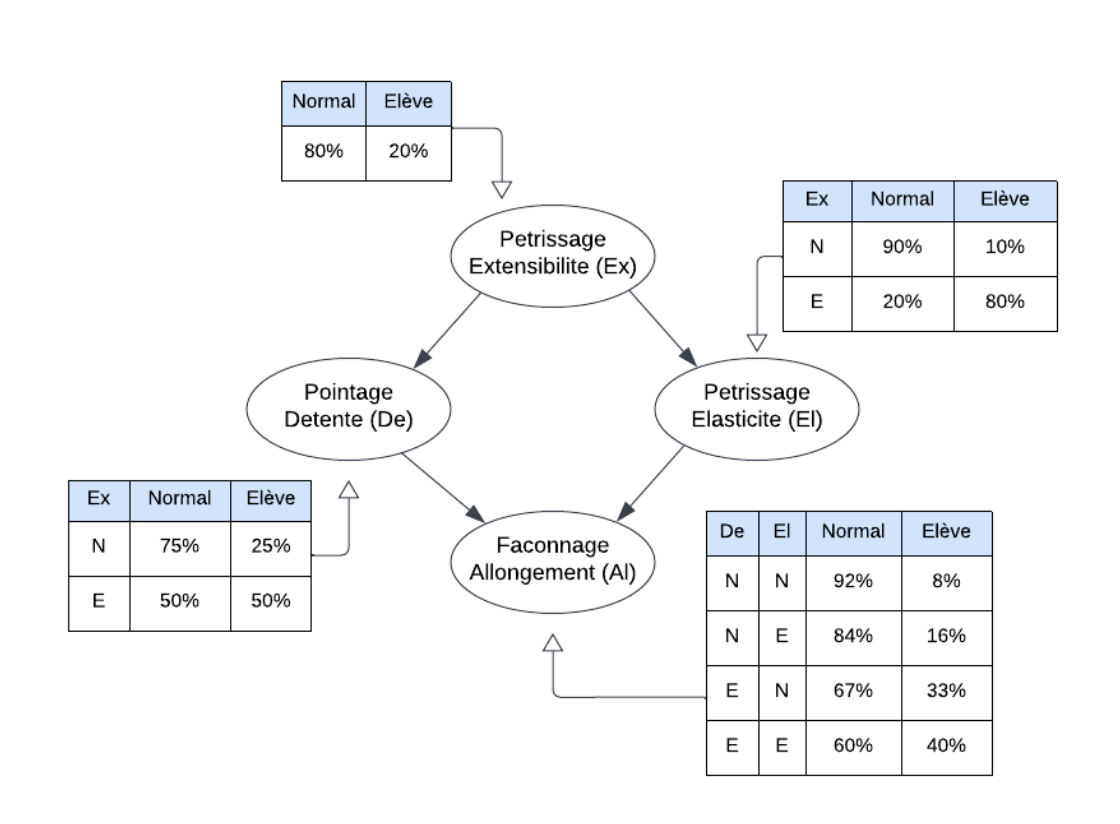 Normal Elève
80% 20%
Petrissage
Extensibilite (Ex)
Ex Normal Elève
N 90% 10%
E 20% 80%
Pointage
Detente (De)
Petrissage
Elasticite (El)
Ex Normal Elève
N 75% 25%
E 50% 50%
Faconnage
Allongement (Al)
De El Normal Elève
N N 92% 8%
N E 84% 16%
E N 67% 33%
E E 60% 40%